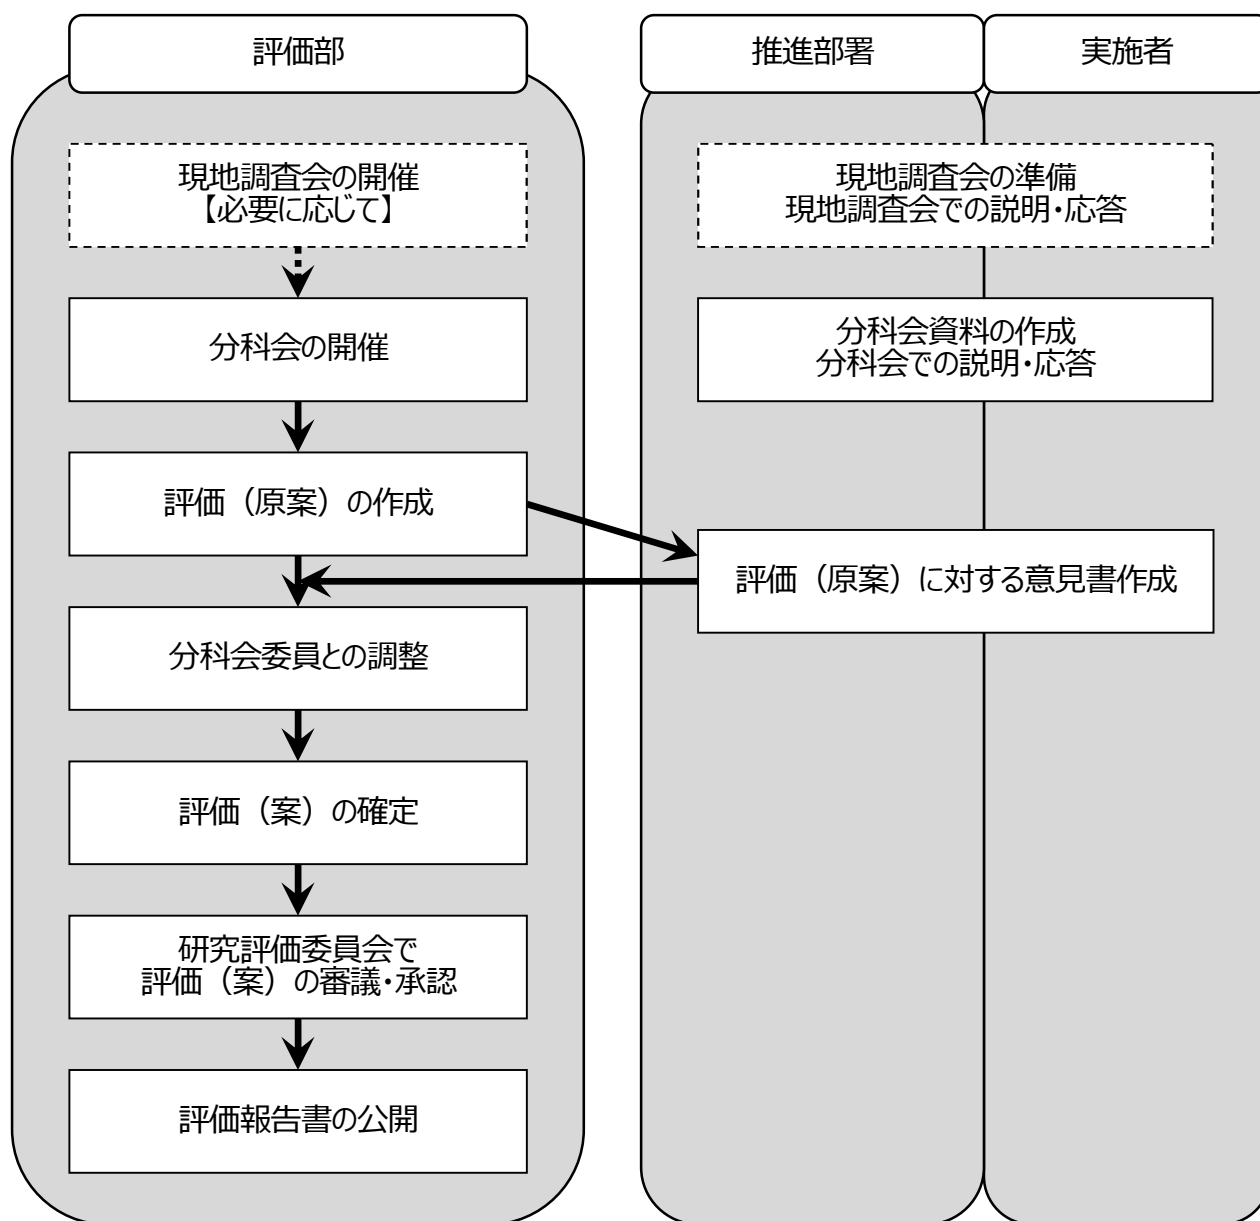 評価部
推進部署
実施者
現地調査会の開催
【必要に応じて】
現地調査会の準備
現地調査会での説明・応答
分科会の開催
分科会資料の作成
分科会での説明・応答
評価（原案）の作成
評価（原案）に対する意見書作成
分科会委員との調整
評価（案）の確定
研究評価委員会で
評価（案）の審議・承認
評価報告書の公開